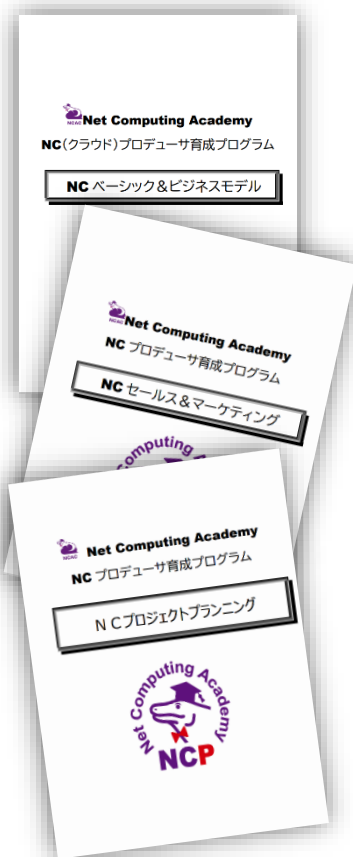 NCAC
Net Computing Academy
NC(クラウド)プロデューサ育成プログラム
NC ベーシック&ビジネスモデル
NCAC
Net Computing Academy
NC プロデューサ育成プログラム
NC セールス&マーケティング
omputing A
NCAC
Net Computing Academy
NC プロデューサ育成プログラム
NCプロジェクトプランニング
Net Computing Academy
NCP